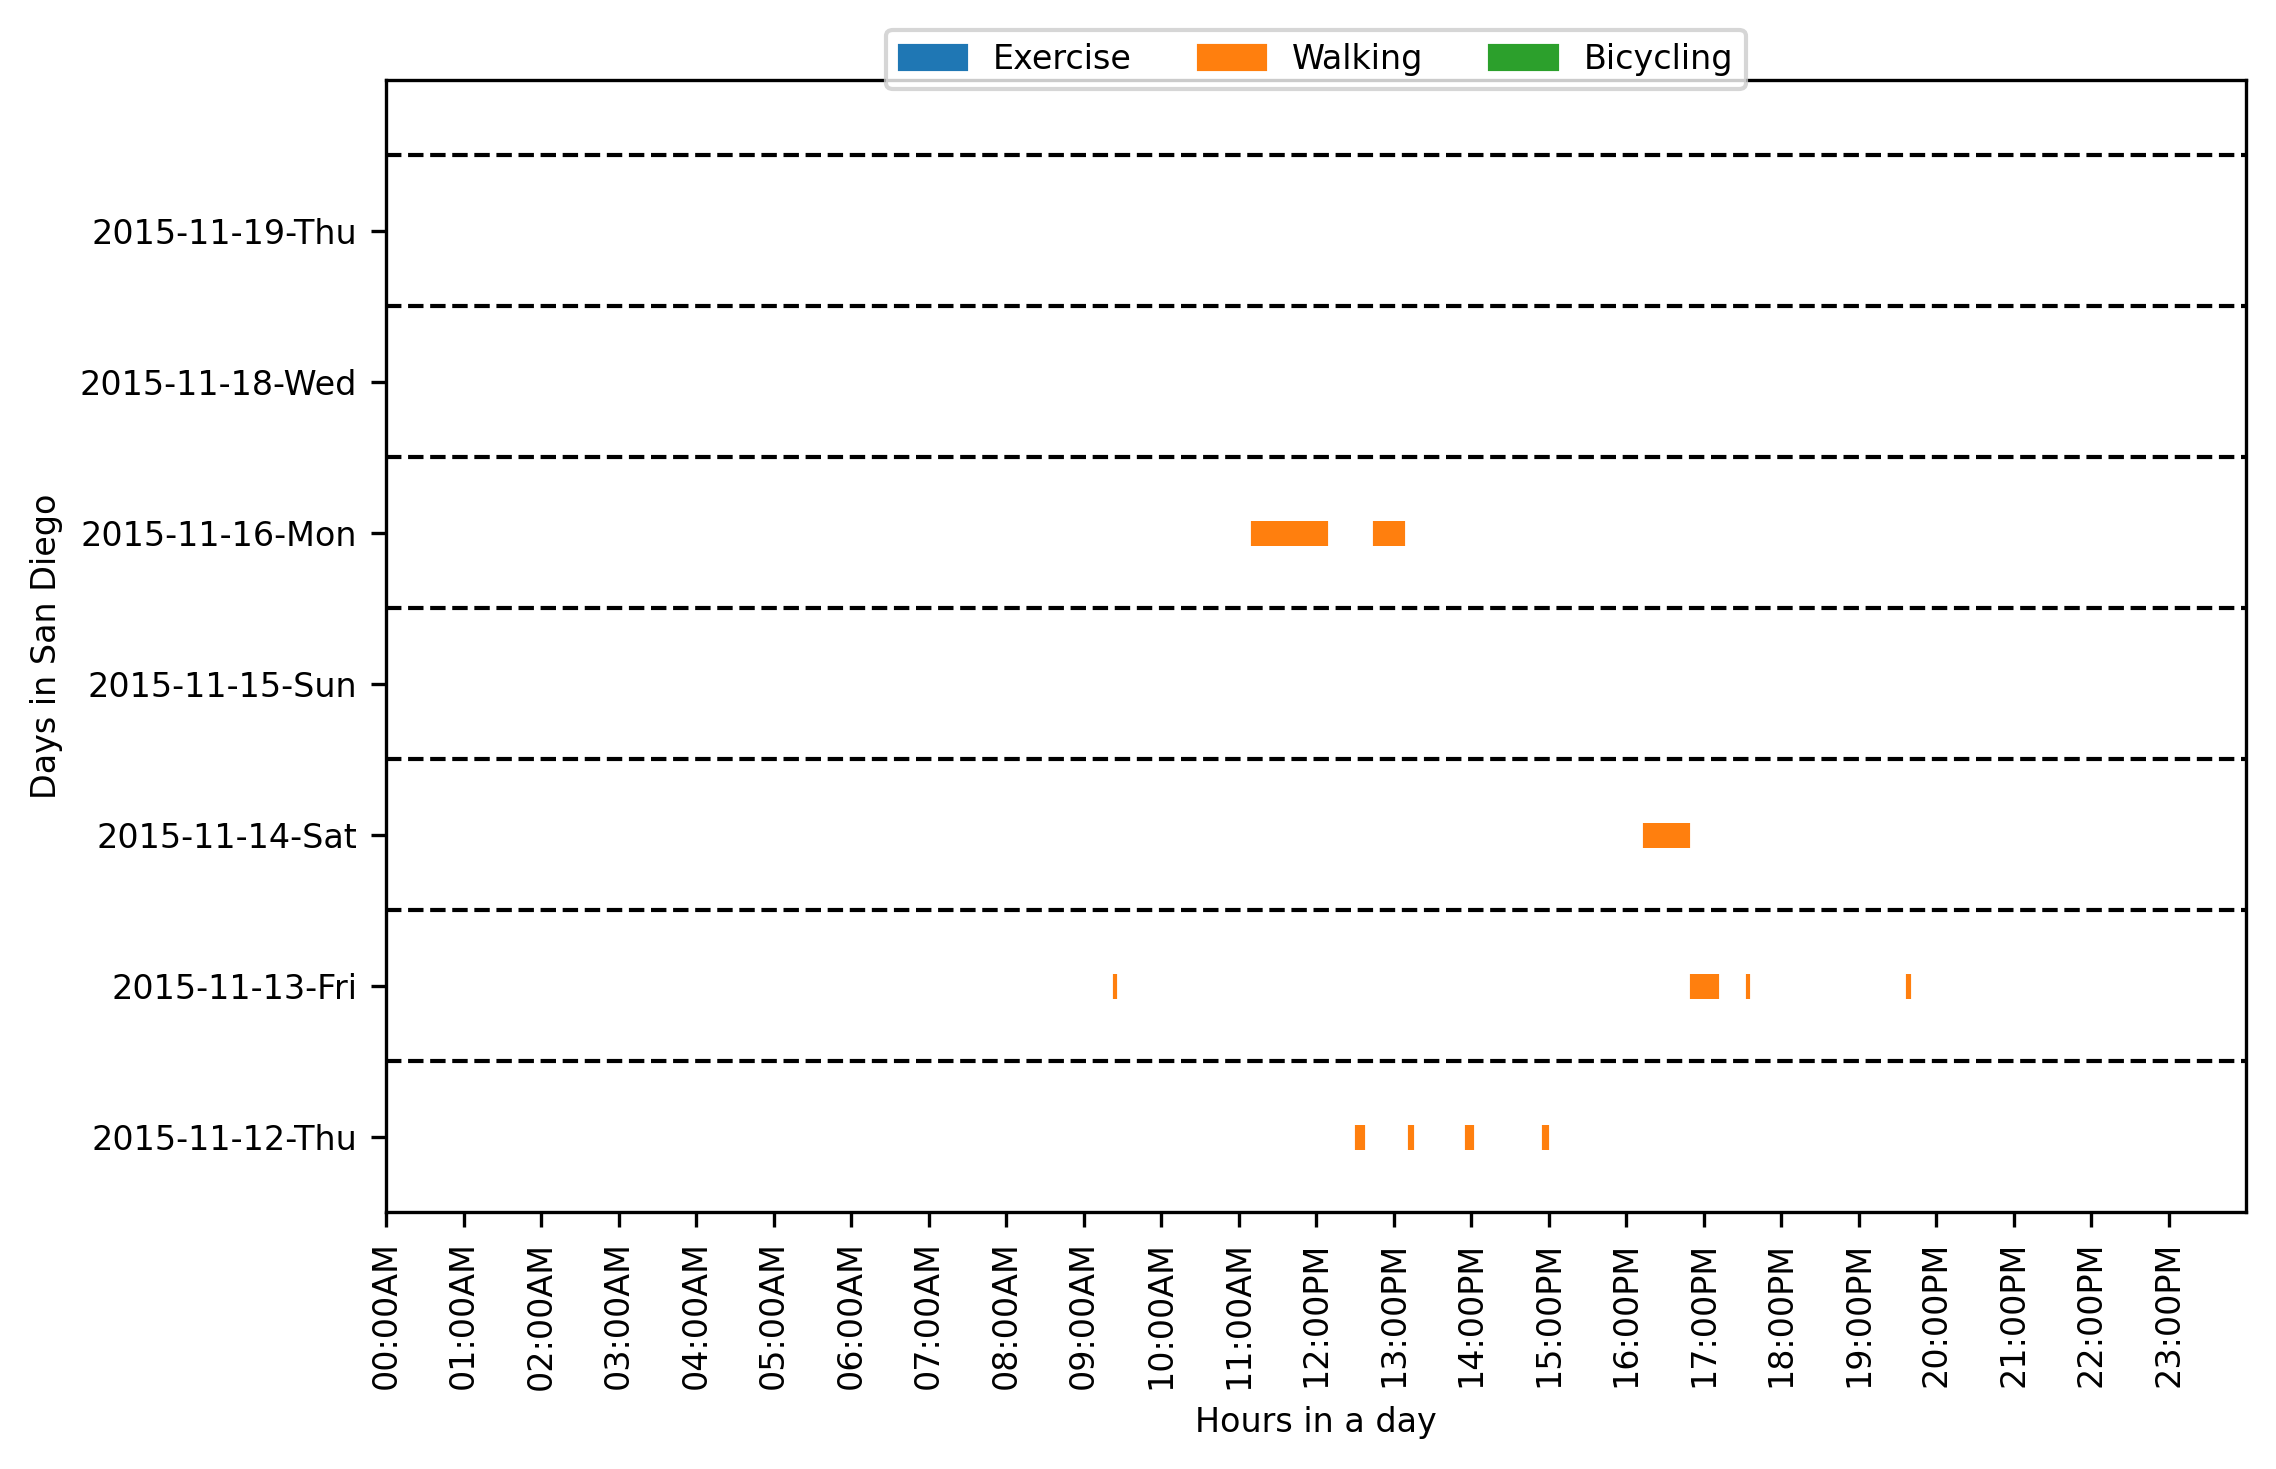 Exercise Walking Bicycling
2015-11-19-Thu
2015-11-18-Wed
2015-11-16-Mon
2015-11-15-Sun
2015-11-14-Sat
2015-11-13-Fri
2015-11-12-Thu
Days in San Diego
00:00AM
01:00AM
02:00AM
03:00AM
04:00AM
05:00AM
06:00AM
07:00AM
08:00AM
09:00AM
10:00AM
11:00AM
12:00PM
13:00PM
14:00PM
15:00PM
16:00PM
17:00PM
18:00PM
19:00PM
20:00PM
21:00PM
22:00PM
23:00PM
Hours in a day